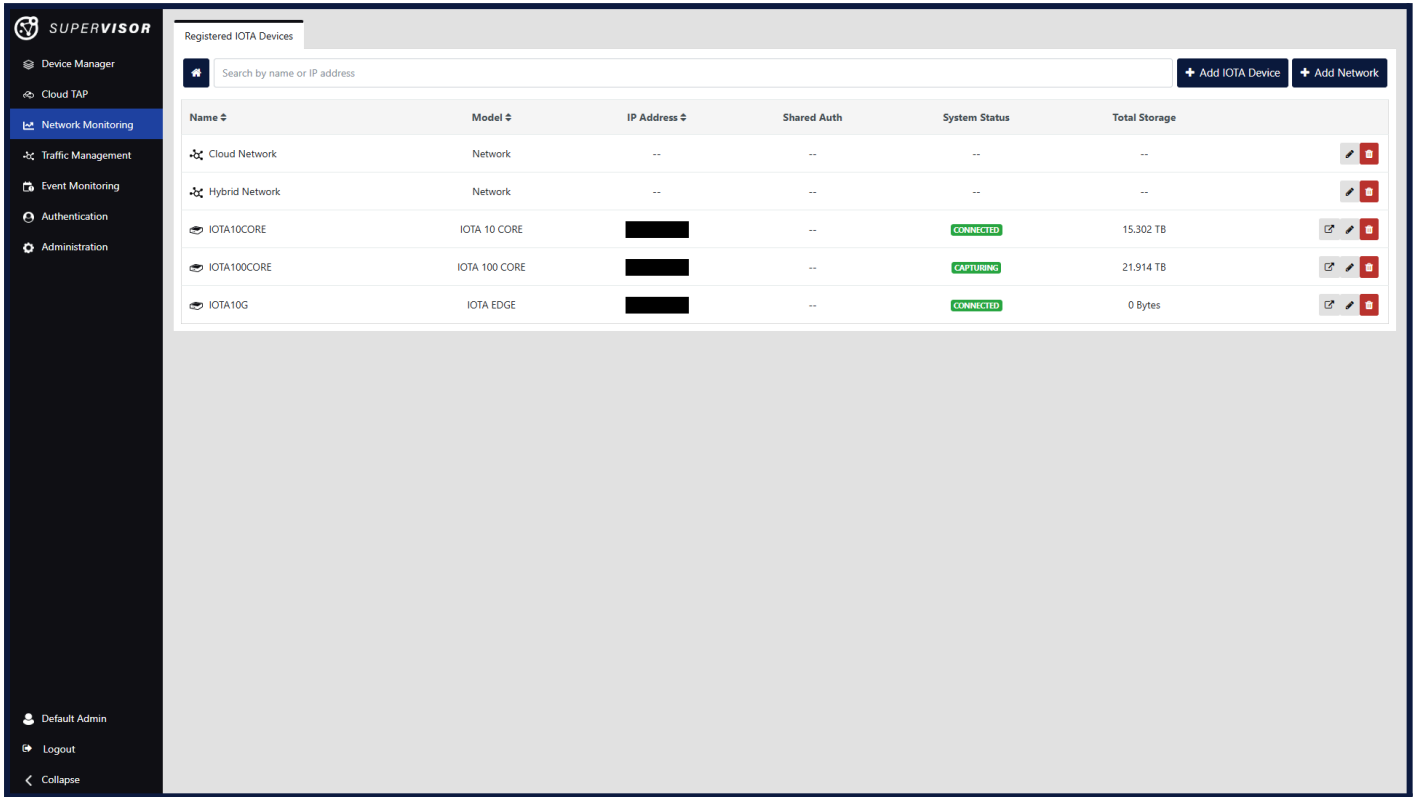 SUPERVISOR
Device Manager
Cloud TAP
Network Monitoring
Traffic Management
Event Monitoring
Authentication
Administration
Default Admin
Logout
Collapse
Registered IOTA Devices
Search by name or IP address
Add IOTA Device
Add Network
Name Model IP Address Shared Auth System Status Total Storage
Cloud Network Network -- -- -- --
Hybrid Network Network -- -- -- --
IOTA10CORE IOTA 10 CORE -- CONNECTED 15.302 TB
IOTA100CORE IOTA 100 CORE -- CAPTURING 21.914 TB
IOTA10G IOTA EDGE -- CONNECTED 0 Bytes